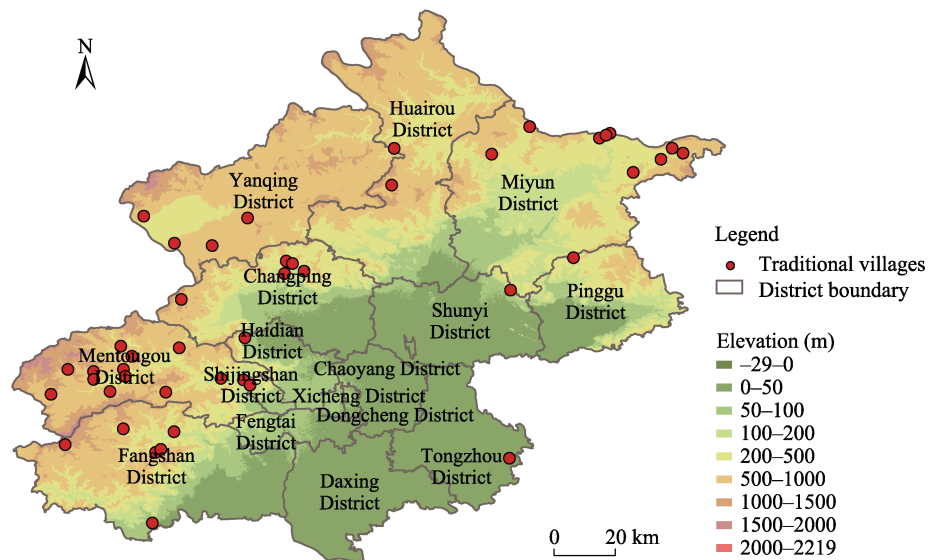 N
Huairou
District
Yanqing
District
Miyun
District
Changping
District
Shunyi
District
Pinggu
District
Haidian
District
Mentougou
District
Shijingshan
District
Chaoyang District
Xicheng District
Dongcheng District
Fengtai
District
Fangshan
District
Tongzhou
District
Daxing
District
0 20 km
Legend
Traditional villages
District boundary
Elevation (m)
−29–0
0–50
50–100
100–200
200–500
500–1000
1000–1500
1500–2000
2000–2219